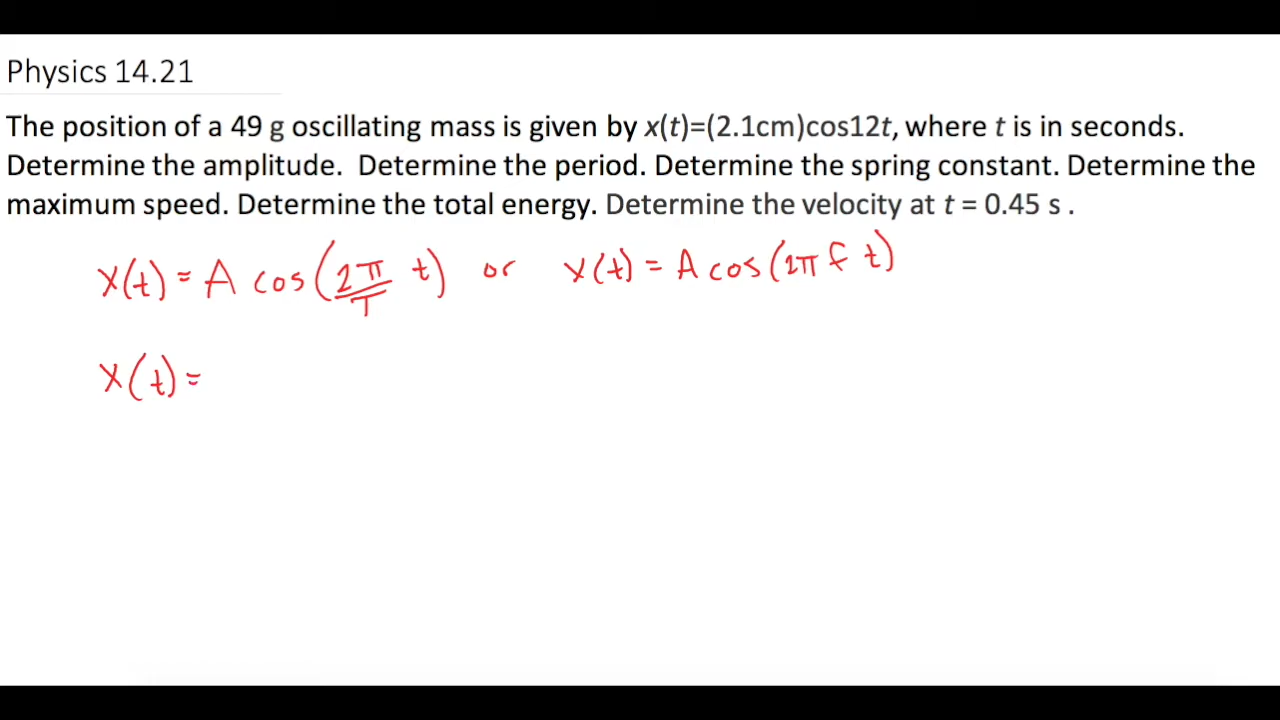 Physics 14.21
The position of a 49 g oscillating mass is given by x(t)=(2.1cm)cos12t, where t is in seconds.
Determine the amplitude.  Determine the period. Determine the spring constant. Determine the
maximum speed. Determine the total energy. Determine the velocity at t = 0.45 s .
x(t) = A cos(2π/T t) or x(t) = A cos(2π f t)
x(t) =